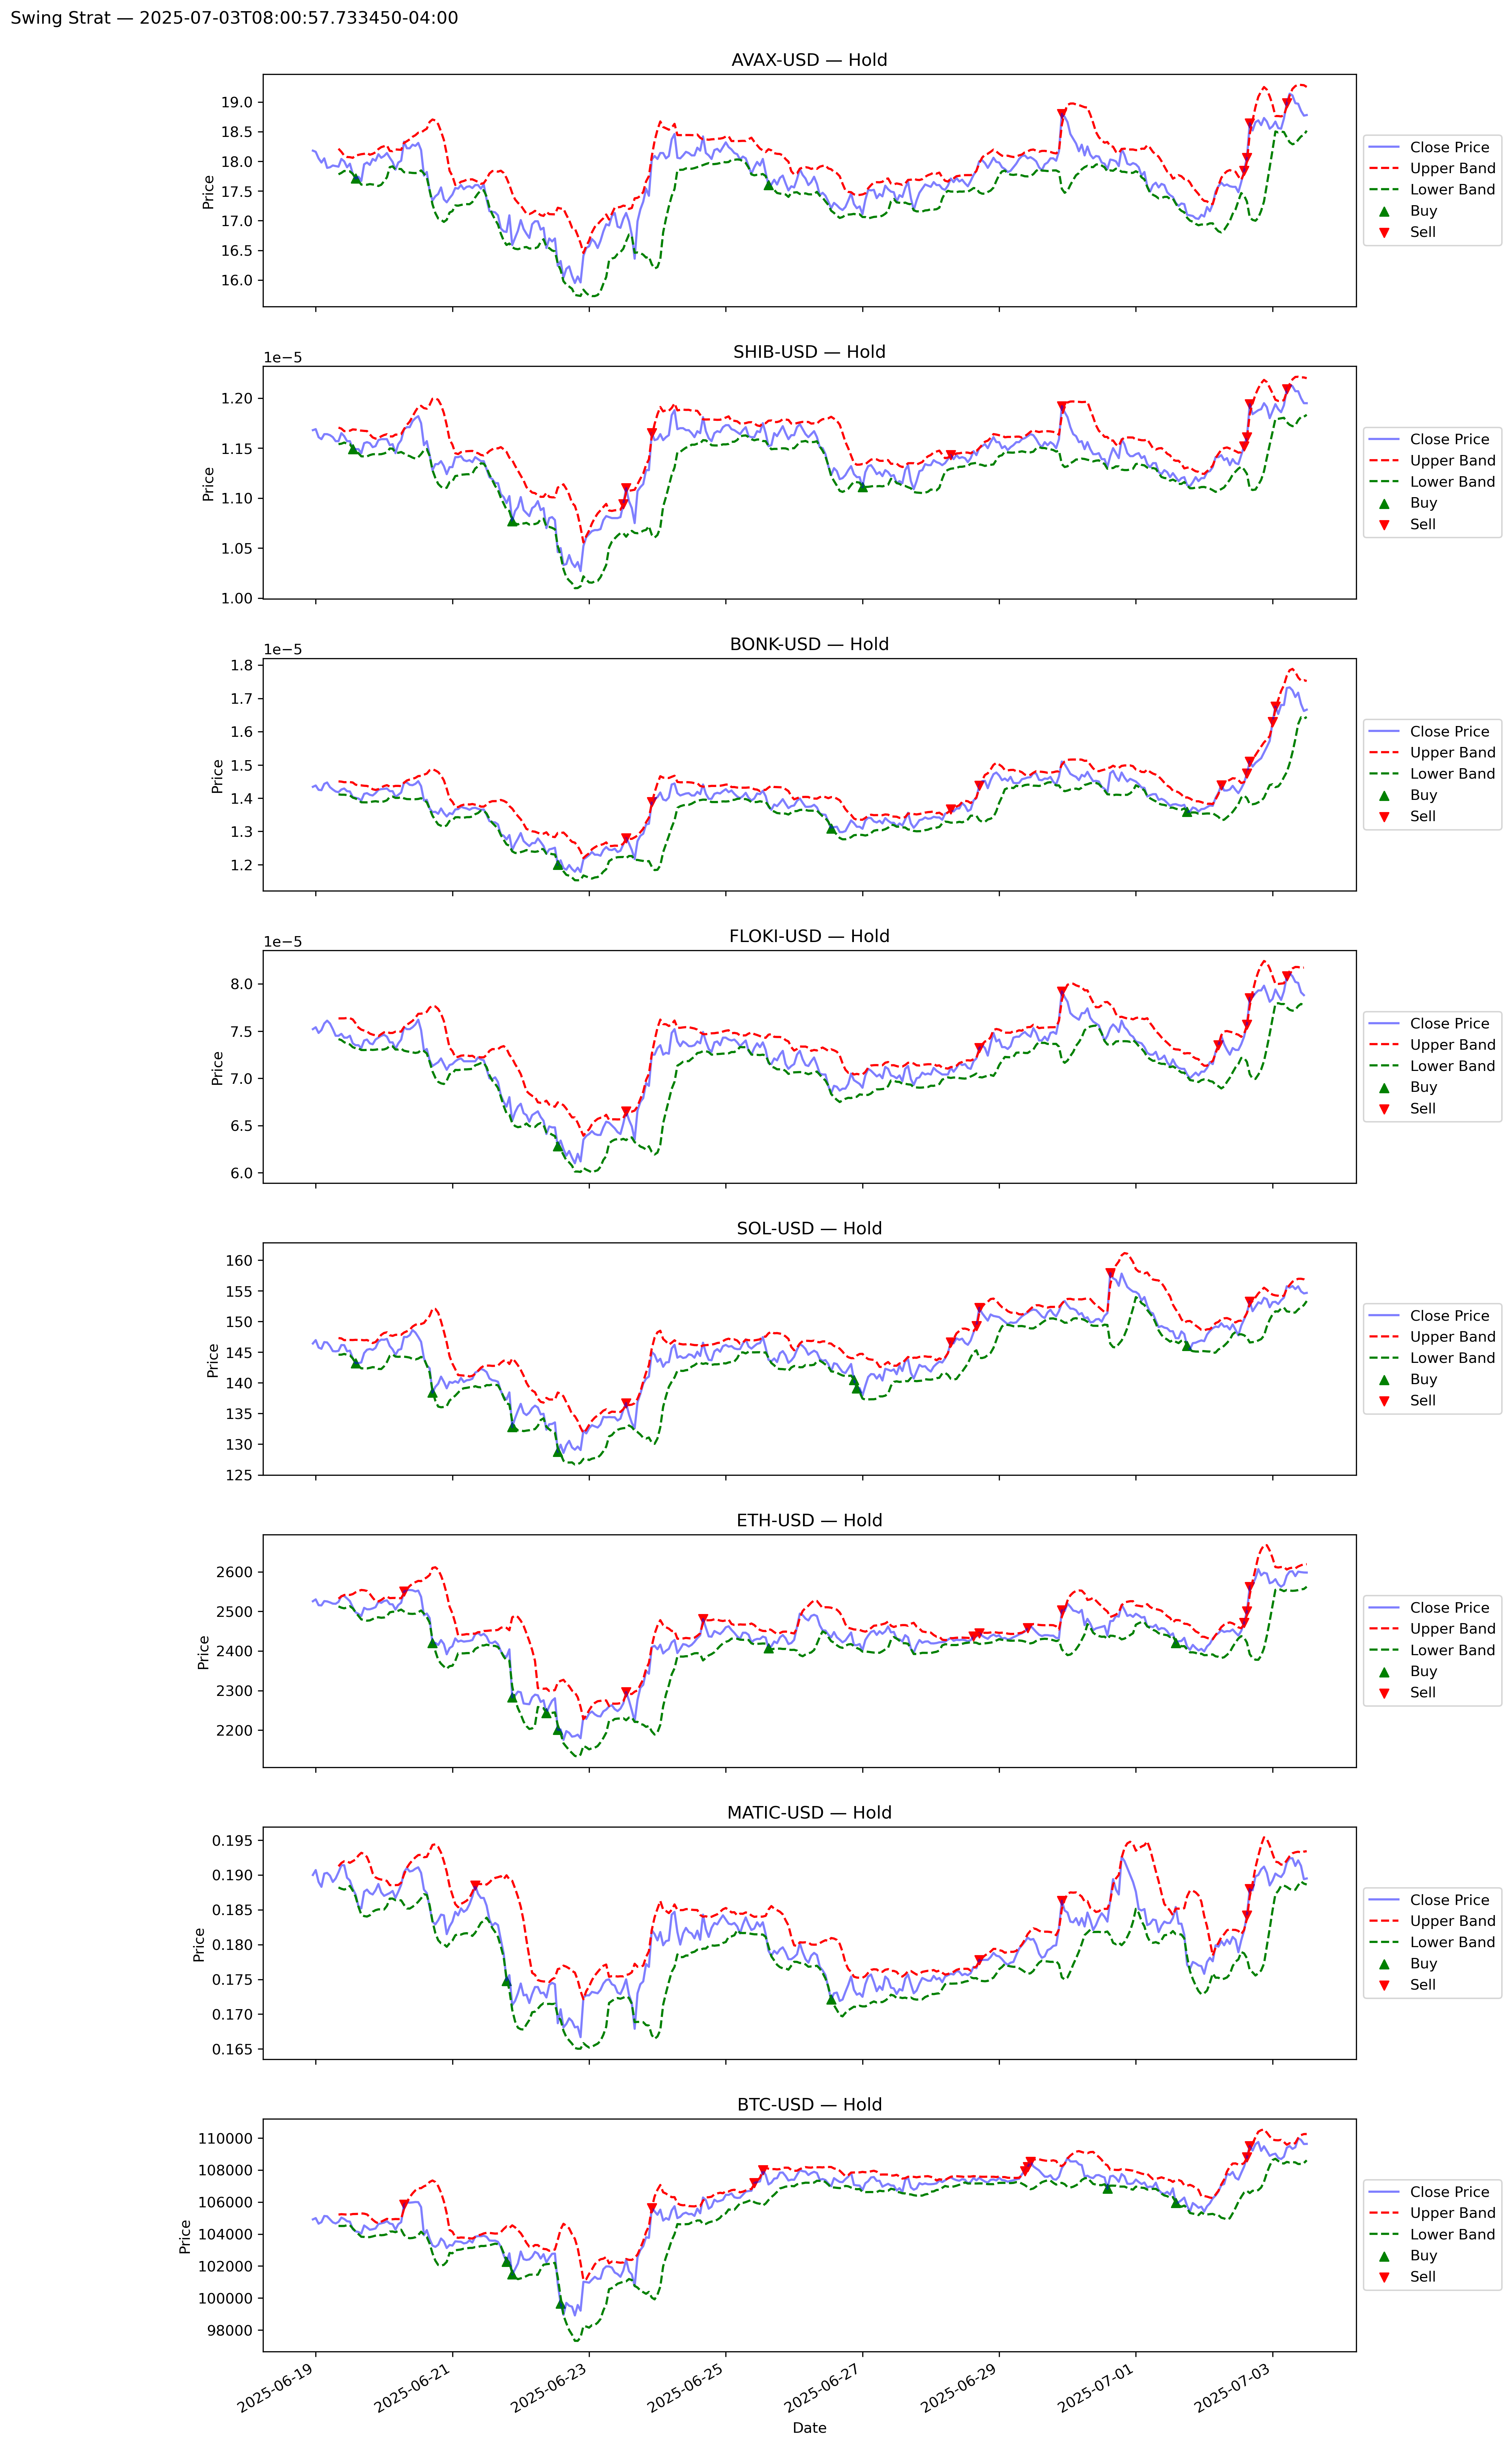 Swing Strat — 2025-07-03T08:00:57.733450-04:00
AVAX-USD — Hold
Price
19.0
18.5
18.0
17.5
17.0
16.5
16.0
Close Price
Upper Band
Lower Band
Buy
Sell
SHIB-USD — Hold
1e−5
Price
1.20
1.15
1.10
1.05
1.00
Close Price
Upper Band
Lower Band
Buy
Sell
BONK-USD — Hold
1e−5
Price
1.8
1.7
1.6
1.5
1.4
1.3
1.2
Close Price
Upper Band
Lower Band
Buy
Sell
FLOKI-USD — Hold
1e−5
Price
8.0
7.5
7.0
6.5
6.0
Close Price
Upper Band
Lower Band
Buy
Sell
SOL-USD — Hold
Price
160
155
150
145
140
135
130
125
Close Price
Upper Band
Lower Band
Buy
Sell
ETH-USD — Hold
Price
2600
2500
2400
2300
2200
Close Price
Upper Band
Lower Band
Buy
Sell
MATIC-USD — Hold
Price
0.195
0.190
0.185
0.180
0.175
0.170
0.165
Close Price
Upper Band
Lower Band
Buy
Sell
BTC-USD — Hold
Price
110000
108000
106000
104000
102000
100000
98000
Close Price
Upper Band
Lower Band
Buy
Sell
2025-06-19
2025-06-21
2025-06-23
2025-06-25
2025-06-27
2025-06-29
2025-07-01
2025-07-03
Date